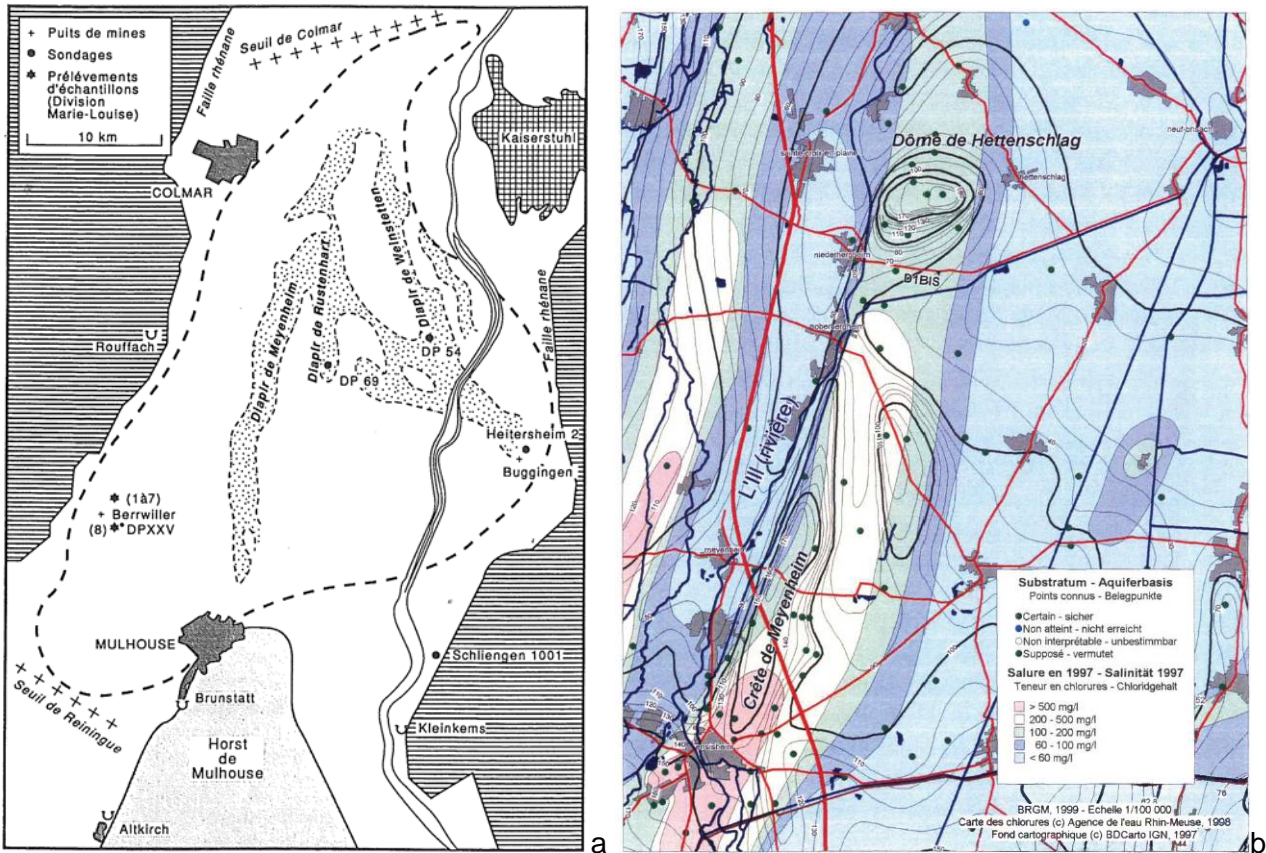 + Puits de mines
Sondages
Prélévements
d'échantillons
(Division
Marie-Louise)
10 km
Seuil de Colmar
Faille rhénane
Kaiserstuhl
COLMAR
Diapir de Weinstetten
Diapir de Rustenhart
Diapir de Meyenheim
Faille rhénane
Rouffach
DP 54
DP 69
Heitersheim 2
+
Buggingen
(1à7)
+ Berrwiller
(8) DPXXV
MULHOUSE
Schliengen 1001
Seuil de Reiningue
Brunstatt
Kleinkems
Horst
de
Mulhouse
Altkirch
a
neuf-brisach
Dôme de Hettenschlag
hettenschlag
niederhergheim
D1BIS
L'Ill (rivière)
meyenheim
Crête de Meyenheim
Substratum - Aquiferbasis
Points connus - Belegpunkte
Certain - sicher
Non atteint - nicht erreicht
Non interprétable - unbestimmbar
Supposé - vermutet
Salure en 1997 - Salinität 1997
Teneur en chlorures - Chloridgehalt
> 500 mg/l
200 - 500 mg/l
100 - 200 mg/l
60 - 100 mg/l
< 60 mg/l
BRGM, 1999 - Echelle 1/100 000
Carte des chlorures (c) Agence de l'eau Rhin-Meuse, 1998
Fond cartographique (c) BDCarto IGN, 1997
b